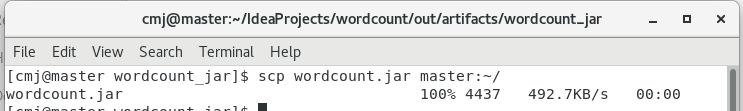 cmj@master:~/IdeaProjects/wordcount/out/artifacts/wordcount_jar
File Edit View Search Terminal Help
[cmj@master wordcount_jar]$ scp wordcount.jar master:~/
wordcount.jar 100% 4437 492.7KB/s 00:00
[cmj@master wordcount_jar]$